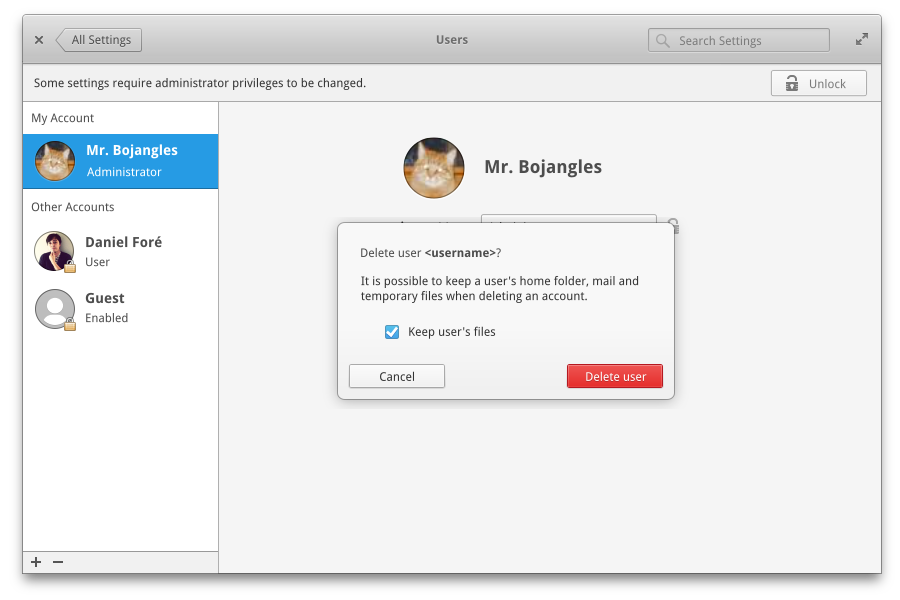 All Settings
Users
Search Settings
Some settings require administrator privileges to be changed.
Unlock
My Account
Mr. Bojangles
Administrator
Other Accounts
Daniel Foré
User
Guest
Enabled
Mr. Bojangles
Delete user <username>?
It is possible to keep a user's home folder, mail and
temporary files when deleting an account.
Keep user's files
Cancel
Delete user